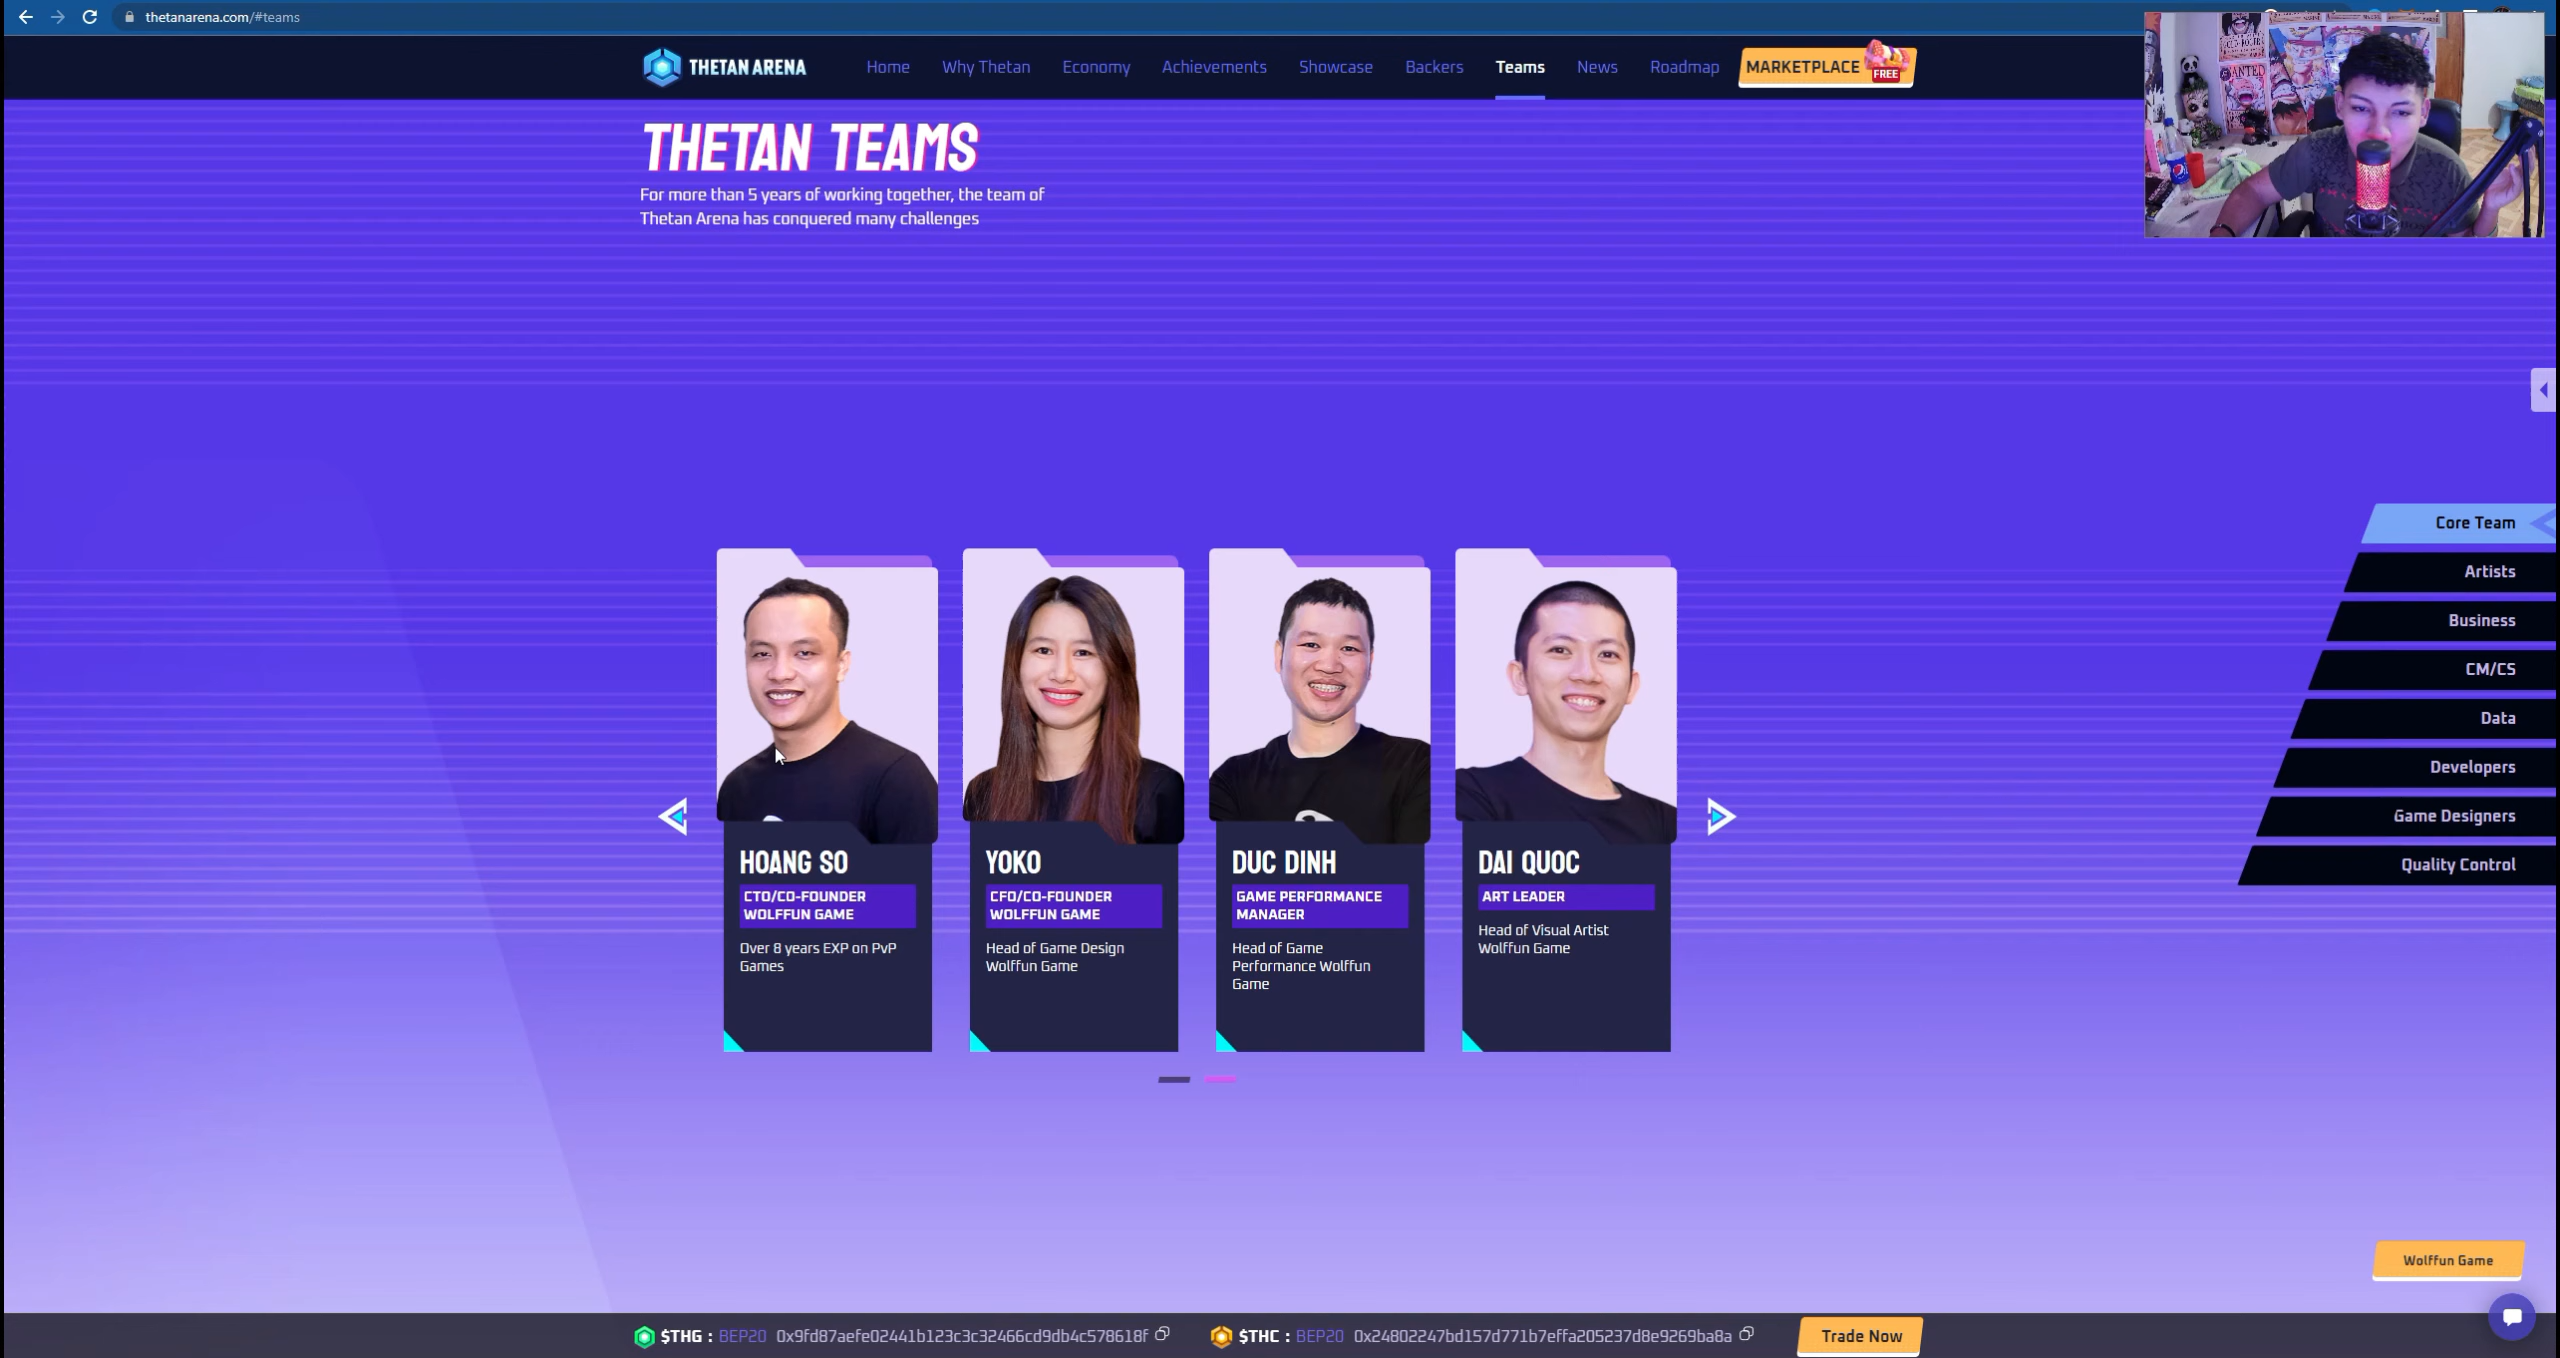 thetanarena.com/#teams
THETAN ARENA
Home
Why Thetan
Economy
Achievements
Showcase
Backers
Teams
News
Roadmap
MARKETPLACE
FREE
WANTED
THETAN TEAMS
For more than 5 years of working together, the team of
Thetan Arena has conquered many challenges
Core Team
Artists
Business
CM/CS
Data
Developers
Game Designers
Quality Control
HOANG SO
CTO/CO-FOUNDER
WOLFFUN GAME
Over 8 years EXP on PvP
Games
YOKO
CFO/CO-FOUNDER
WOLFFUN GAME
Head of Game Design
Wolffun Game
DUC DINH
GAME PERFORMANCE
MANAGER
Head of Game
Performance Wolffun
Game
DAI QUOC
ART LEADER
Head of Visual Artist
Wolffun Game
Wolffun Game
$THG : BEP20 0x9fd87aefe02441b123c3c32466cd9db4c578618f
$THC : BEP20 0x24802247bd157d771b7effa205237d8e9269ba8a
Trade Now